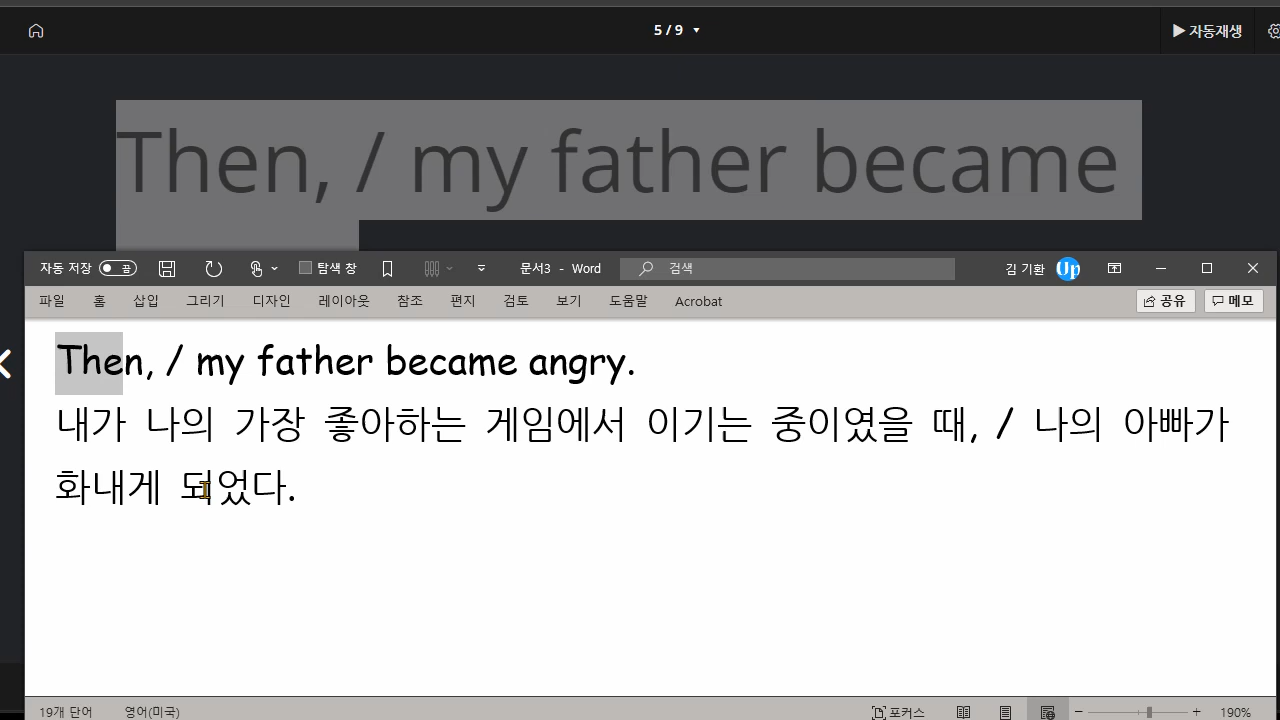 5 / 9
▶ 자동재생
Then, / my father became
자동 저장 끔
탐색 창
문서3 - Word
검색
김 기환
Up
파일 홈 삽입 그리기 디자인 레이아웃 참조 편지 검토 보기 도움말 Acrobat
공유 메모
Then, / my father became angry.
내가 나의 가장 좋아하는 게임에서 이기는 중이였을 때, / 나의 아빠가
화내게 되었다.
19개 단어 영어(미국)
포커스
190%